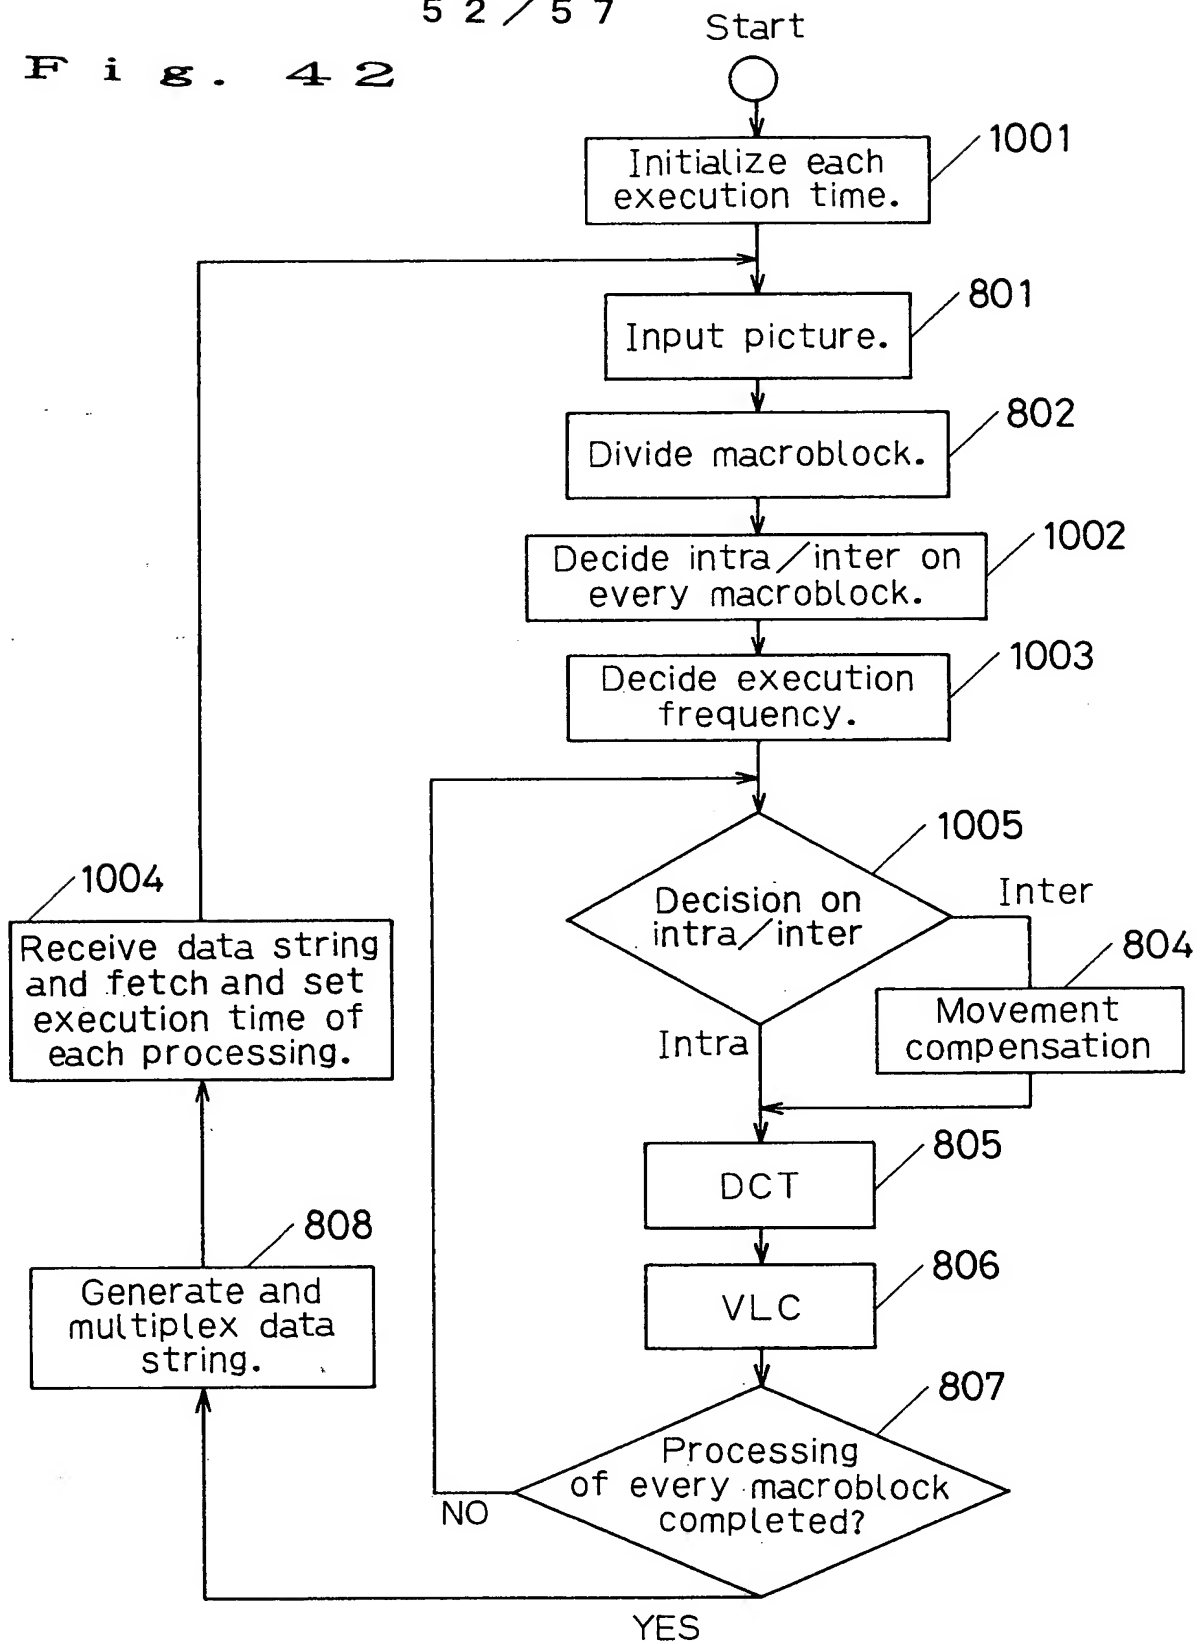 52/57
Fig. 42
Start
1001
Initialize each
execution time.
801
Input picture.
802
Divide macroblock.
1002
Decide intra/inter on
every macroblock.
1003
Decide execution
frequency.
1005
Decision on
intra/inter
Inter
804
Movement
compensation
Intra
805
DCT
806
VLC
807
Processing
of every macroblock
completed?
NO
YES
808
Generate and
multiplex data
string.
1004
Receive data string
and fetch and set
execution time of
each processing.